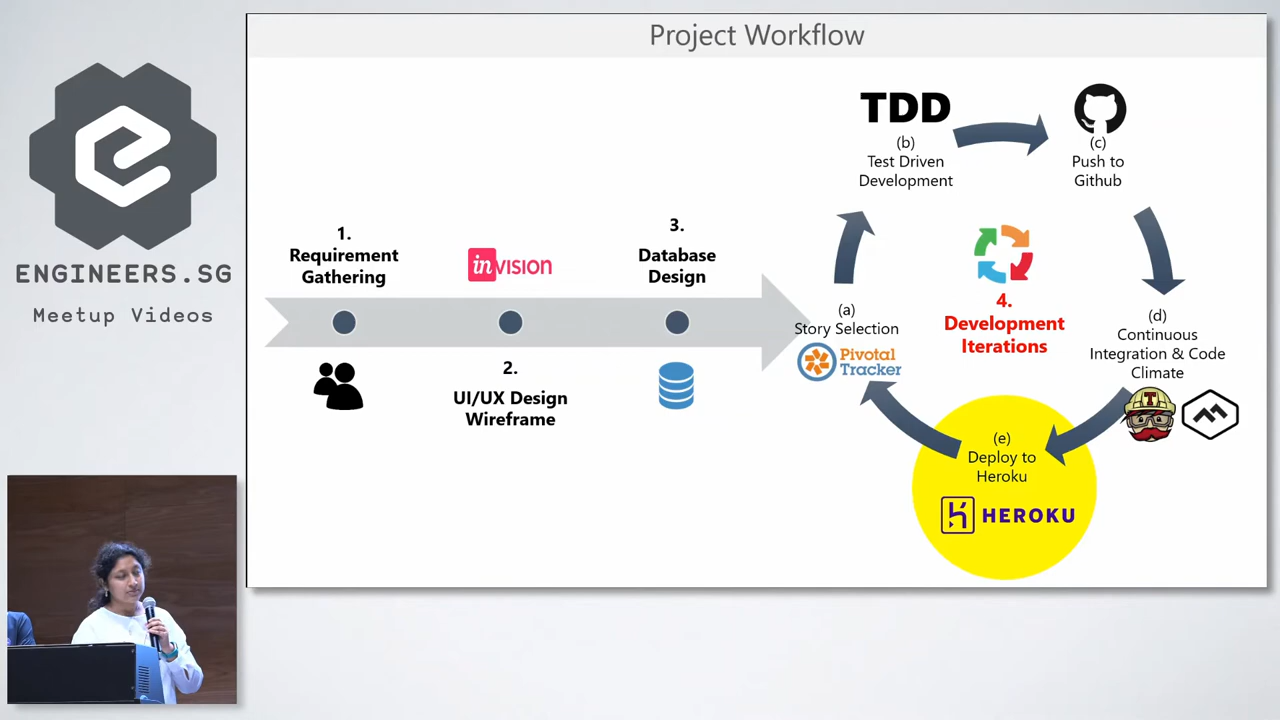 Project Workflow
ENGINEERS.SG
Meetup Videos
1.
Requirement
Gathering
inVISION
2.
UI/UX Design
Wireframe
3.
Database
Design
4.
Development
Iterations
(a)
Story Selection
Pivotal
Tracker
TDD
(b)
Test Driven
Development
(c)
Push to
Github
(d)
Continuous
Integration & Code
Climate
T
(e)
Deploy to
Heroku
HEROKU